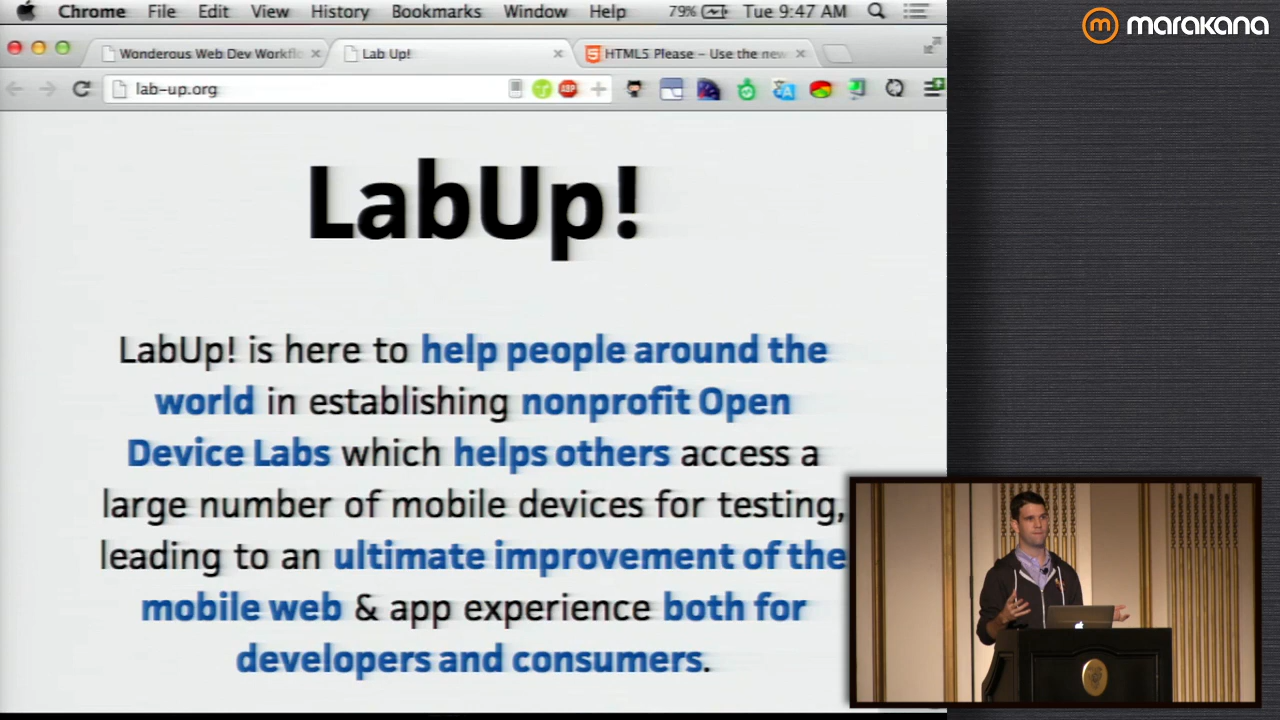 Chrome File Edit View History Bookmarks Window Help 79% Tue 9:47 AM
marakana
Wonderous Web Dev Workflo
Lab Up!
HTML5 Please - Use the new
lab-up.org
ABP
LabUp!
LabUp! is here to help people around the
world in establishing nonprofit Open
Device Labs which helps others access a
large number of mobile devices for testing,
leading to an ultimate improvement of the
mobile web & app experience both for
developers and consumers.